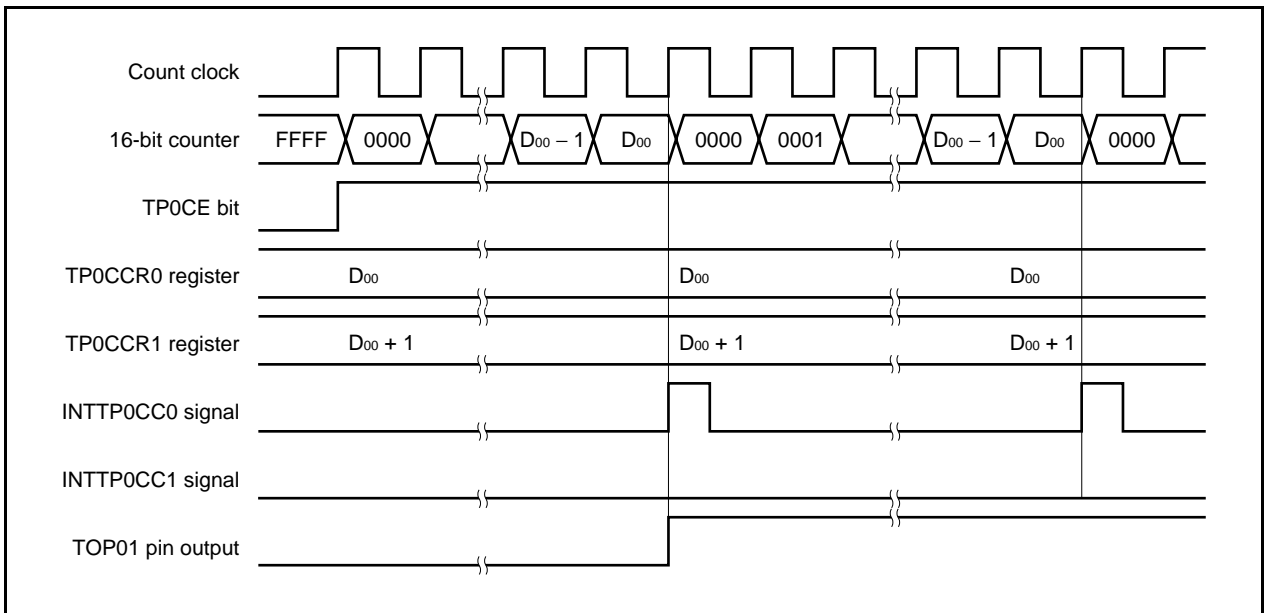 Count clock
16-bit counter FFFF 0000 D₀₀ − 1 D₀₀ 0000 0001 D₀₀ − 1 D₀₀ 0000
TP0CE bit
TP0CCR0 register D₀₀ D₀₀ D₀₀
TP0CCR1 register D₀₀ + 1 D₀₀ + 1 D₀₀ + 1
INTTP0CC0 signal
INTTP0CC1 signal
TOP01 pin output